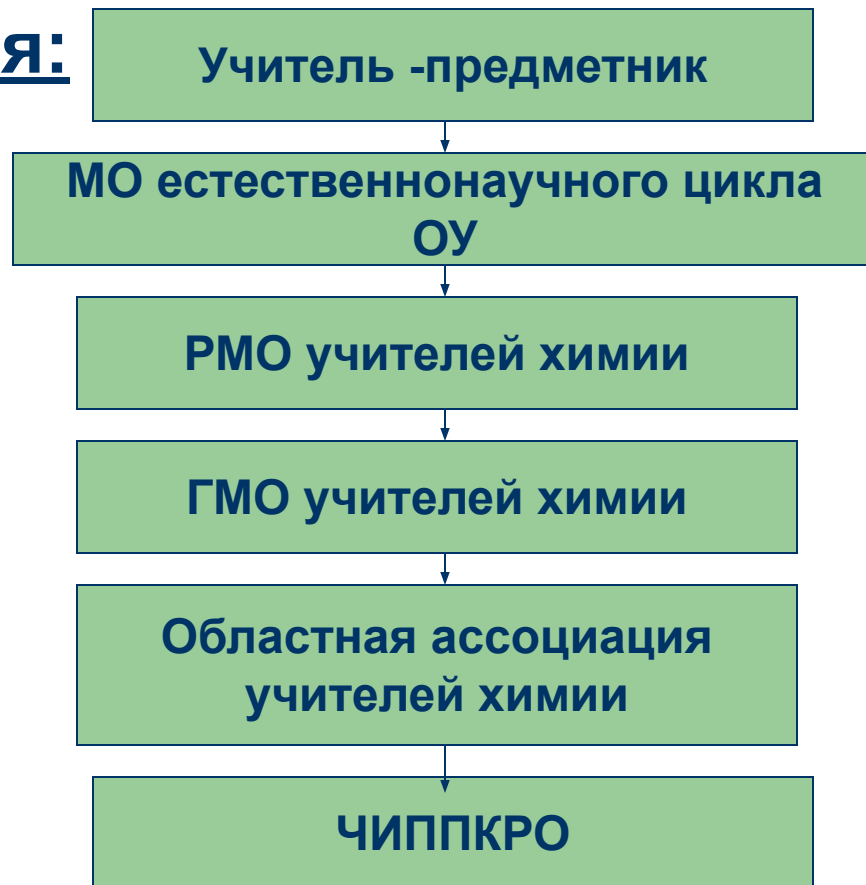 я:
Учитель -предметник
МО естественнонаучного цикла
ОУ
РМО учителей химии
ГМО учителей химии
Областная ассоциация
учителей химии
ЧИППКРО